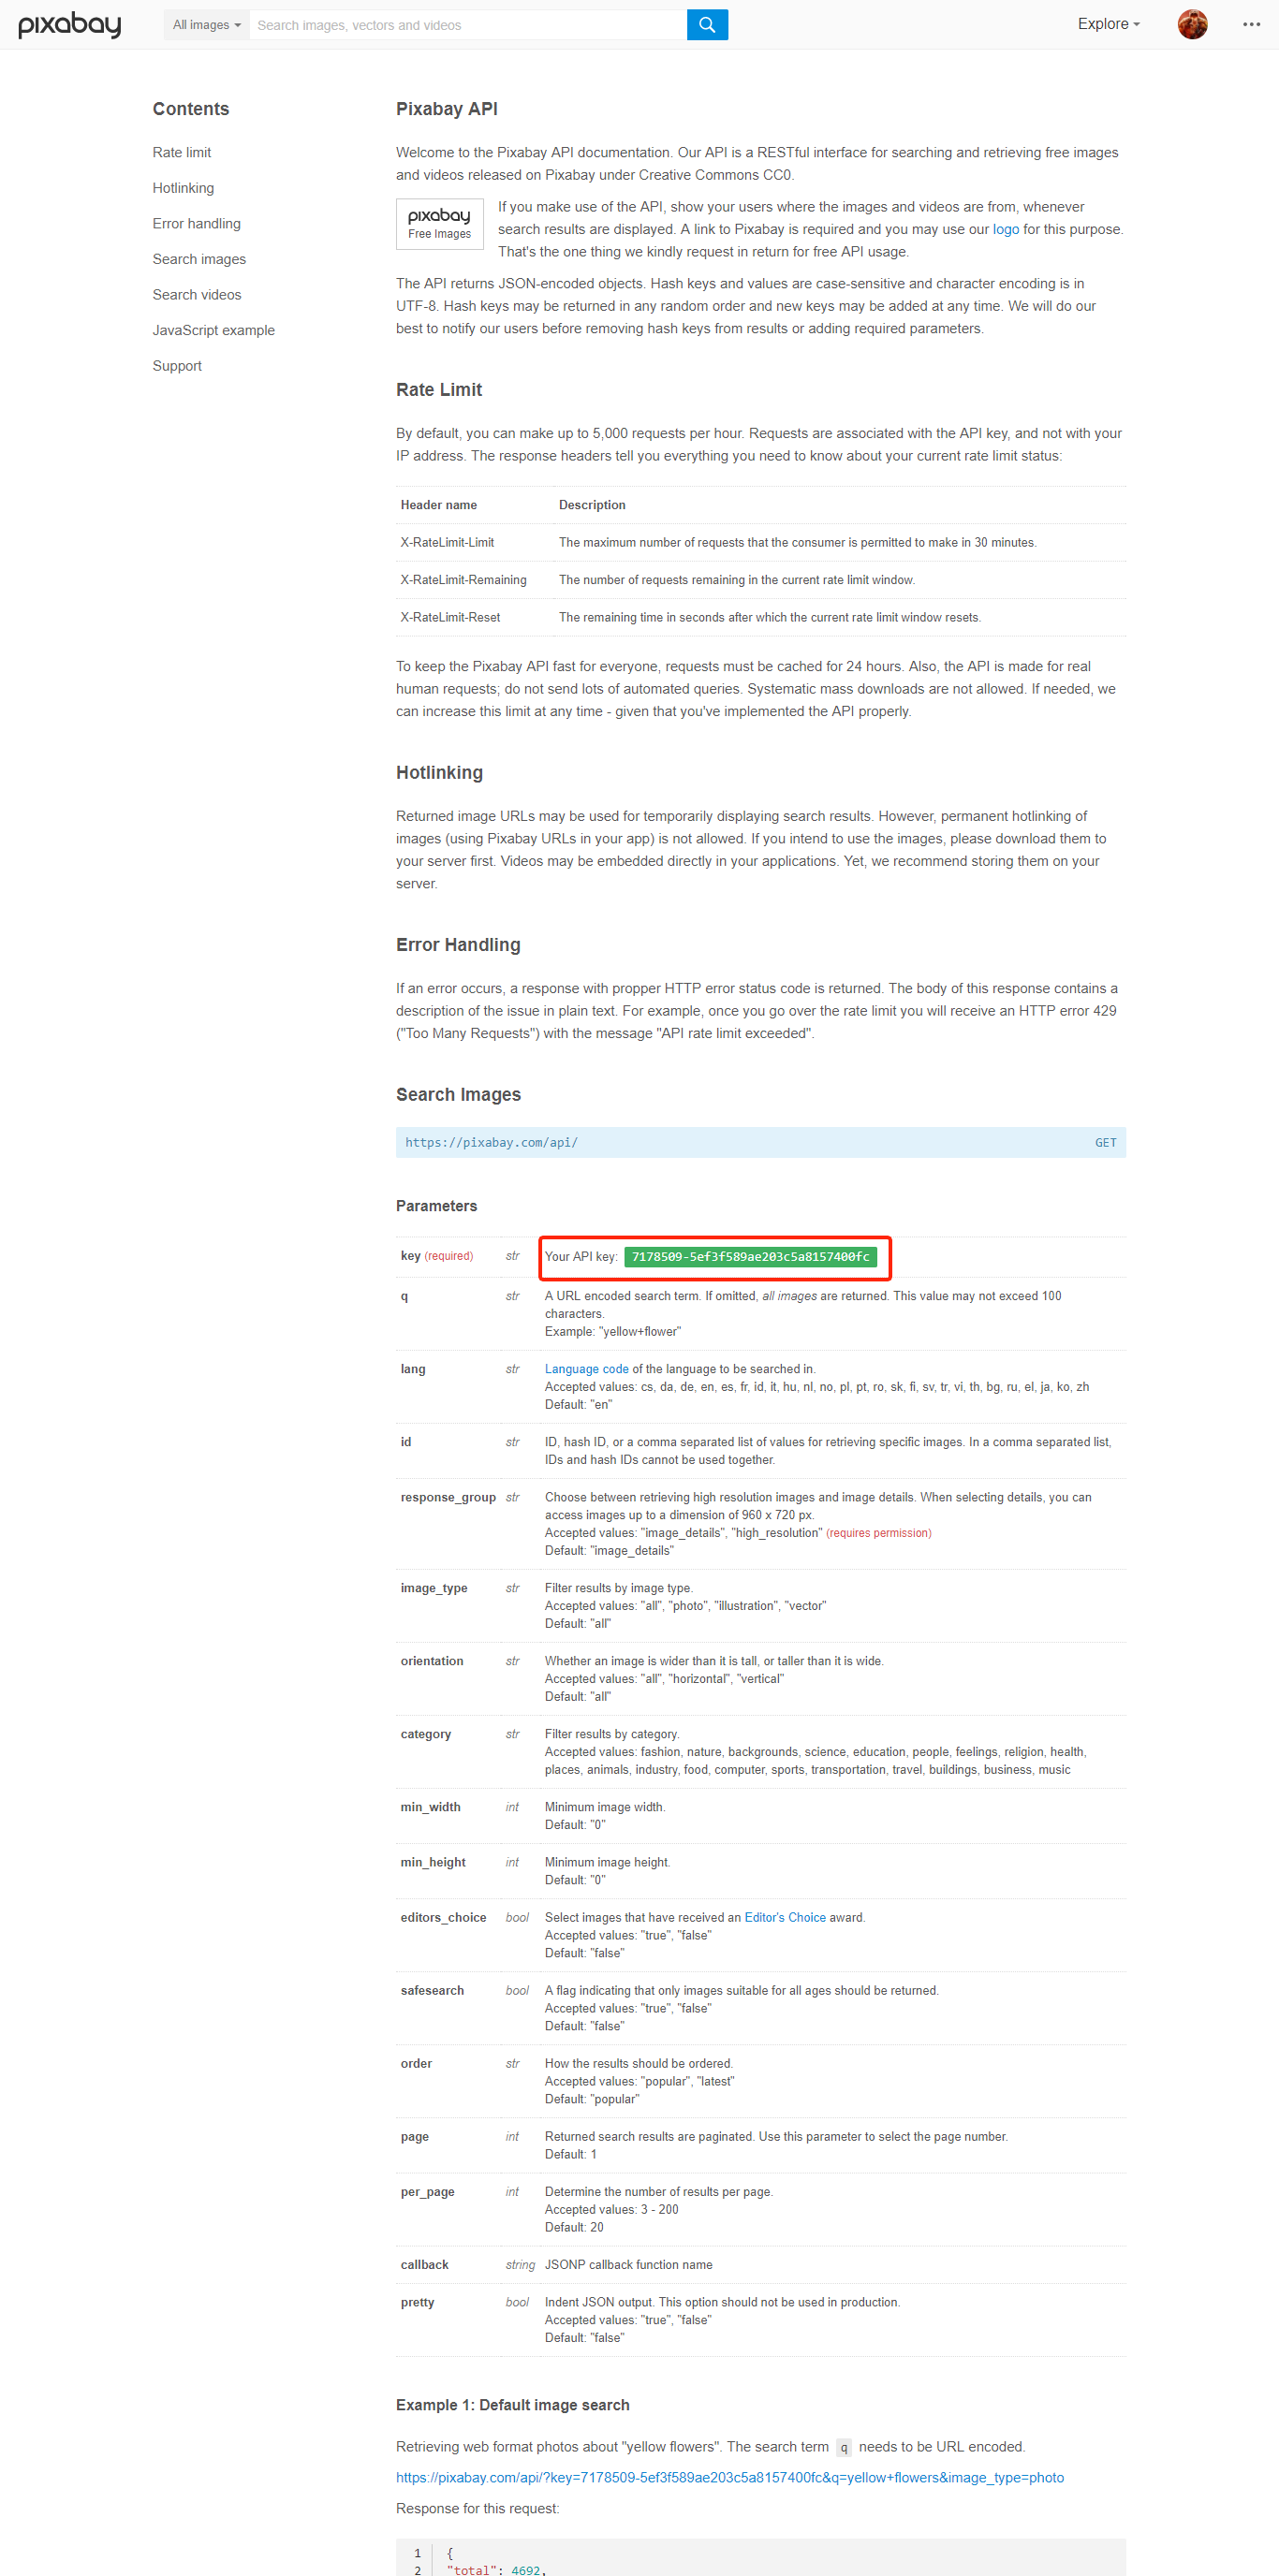 pixabay
All images
Search images, vectors and videos
Explore
Contents
Rate limit
Hotlinking
Error handling
Search images
Search videos
JavaScript example
Support
Pixabay API
Welcome to the Pixabay API documentation. Our API is a RESTful interface for searching and retrieving free images
and videos released on Pixabay under Creative Commons CC0.
pixabay
Free Images
If you make use of the API, show your users where the images and videos are from, whenever
search results are displayed. A link to Pixabay is required and you may use our logo for this purpose.
That's the one thing we kindly request in return for free API usage.
The API returns JSON-encoded objects. Hash keys and values are case-sensitive and character encoding is in
UTF-8. Hash keys may be returned in any random order and new keys may be added at any time. We will do our
best to notify our users before removing hash keys from results or adding required parameters.
Rate Limit
By default, you can make up to 5,000 requests per hour. Requests are associated with the API key, and not with your
IP address. The response headers tell you everything you need to know about your current rate limit status:
Header name Description
X-RateLimit-Limit The maximum number of requests that the consumer is permitted to make in 30 minutes.
X-RateLimit-Remaining The number of requests remaining in the current rate limit window.
X-RateLimit-Reset The remaining time in seconds after which the current rate limit window resets.
To keep the Pixabay API fast for everyone, requests must be cached for 24 hours. Also, the API is made for real
human requests; do not send lots of automated queries. Systematic mass downloads are not allowed. If needed, we
can increase this limit at any time - given that you've implemented the API properly.
Hotlinking
Returned image URLs may be used for temporarily displaying search results. However, permanent hotlinking of
images (using Pixabay URLs in your app) is not allowed. If you intend to use the images, please download them to
your server first. Videos may be embedded directly in your applications. Yet, we recommend storing them on your
server.
Error Handling
If an error occurs, a response with propper HTTP error status code is returned. The body of this response contains a
description of the issue in plain text. For example, once you go over the rate limit you will receive an HTTP error 429
("Too Many Requests") with the message "API rate limit exceeded".
Search Images
https://pixabay.com/api/ GET
Parameters
key (required) str Your API key: 7178509-5ef3f589ae203c5a8157400fc
q str A URL encoded search term. If omitted, all images are returned. This value may not exceed 100
characters.
Example: "yellow+flower"
lang str Language code of the language to be searched in.
Accepted values: cs, da, de, en, es, fr, id, it, hu, nl, no, pl, pt, ro, sk, fi, sv, tr, vi, th, bg, ru, el, ja, ko, zh
Default: "en"
id str ID, hash ID, or a comma separated list of values for retrieving specific images. In a comma separated list,
IDs and hash IDs cannot be used together.
response_group str Choose between retrieving high resolution images and image details. When selecting details, you can
access images up to a dimension of 960 x 720 px.
Accepted values: "image_details", "high_resolution" (requires permission)
Default: "image_details"
image_type str Filter results by image type.
Accepted values: "all", "photo", "illustration", "vector"
Default: "all"
orientation str Whether an image is wider than it is tall, or taller than it is wide.
Accepted values: "all", "horizontal", "vertical"
Default: "all"
category str Filter results by category.
Accepted values: fashion, nature, backgrounds, science, education, people, feelings, religion, health,
places, animals, industry, food, computer, sports, transportation, travel, buildings, business, music
min_width int Minimum image width.
Default: "0"
min_height int Minimum image height.
Default: "0"
editors_choice bool Select images that have received an Editor's Choice award.
Accepted values: "true", "false"
Default: "false"
safesearch bool A flag indicating that only images suitable for all ages should be returned.
Accepted values: "true", "false"
Default: "false"
order str How the results should be ordered.
Accepted values: "popular", "latest"
Default: "popular"
page int Returned search results are paginated. Use this parameter to select the page number.
Default: 1
per_page int Determine the number of results per page.
Accepted values: 3 - 200
Default: 20
callback string JSONP callback function name
pretty bool Indent JSON output. This option should not be used in production.
Accepted values: "true", "false"
Default: "false"
Example 1: Default image search
Retrieving web format photos about "yellow flowers". The search term q needs to be URL encoded.
https://pixabay.com/api/?key=7178509-5ef3f589ae203c5a8157400fc&q=yellow+flowers&image_type=photo
Response for this request:
1 {
2 "total": 4692,